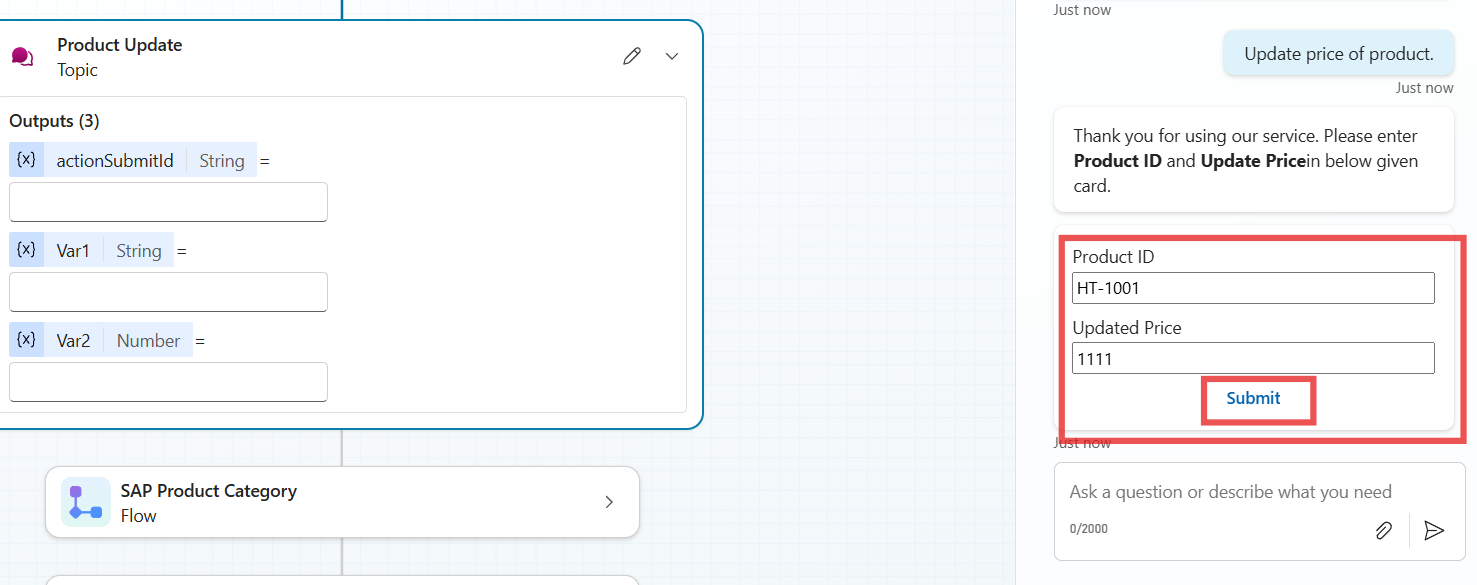 Product Update
Topic
Outputs (3)
{x} actionSubmitId String =
{x} Var1 String =
{x} Var2 Number =
SAP Product Category
Flow
Just now
Update price of product.
Just now
Thank you for using our service. Please enter
Product ID and Update Pricein below given
card.
Product ID
HT-1001
Updated Price
1111
Submit
Just now
Ask a question or describe what you need
0/2000